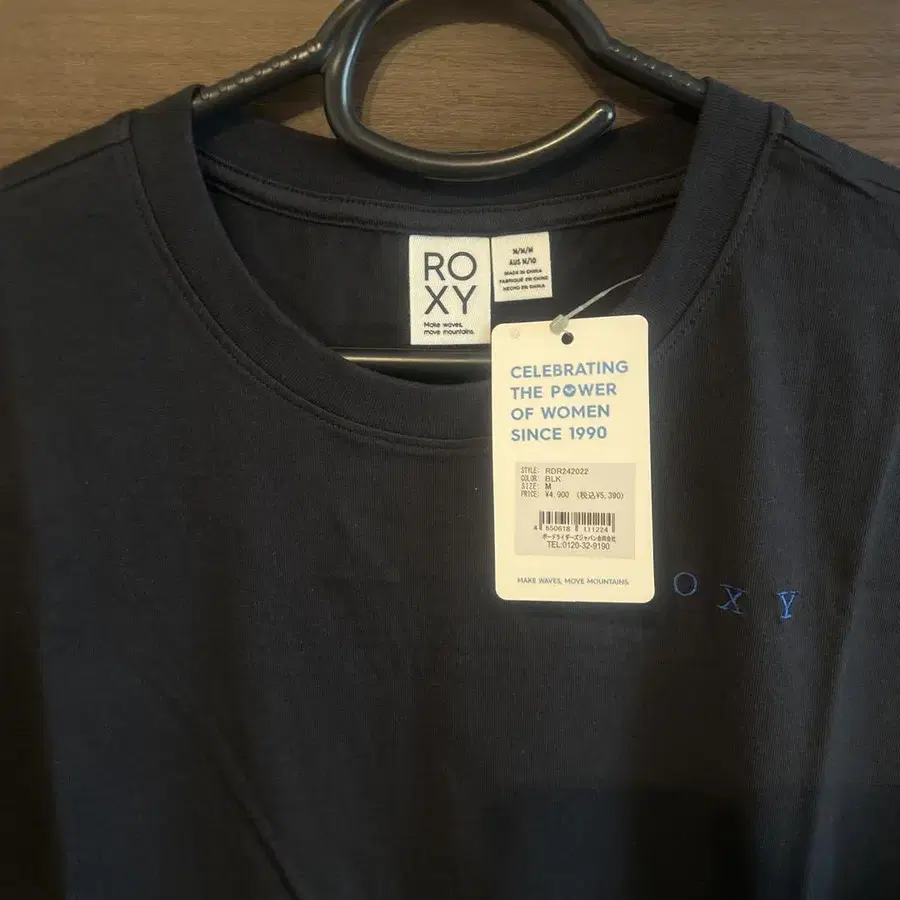 RO
XY
Make waves,
move mountains.
M/M/M
AUS M/10
MADE IN CHINA
FABRIQUÉ EN CHINE
HECHO EN CHINA
CELEBRATING
THE POWER
OF WOMEN
SINCE 1990
STYLE: RDR242022
COLOR: BLK
SIZE: M
PRICE: ¥4,900 (税込¥5,390)
4 550618 111224
ボードライダーズジャパン合同会社
TEL:0120-32-9190
MAKE WAVES, MOVE MOUNTAINS.
OXY